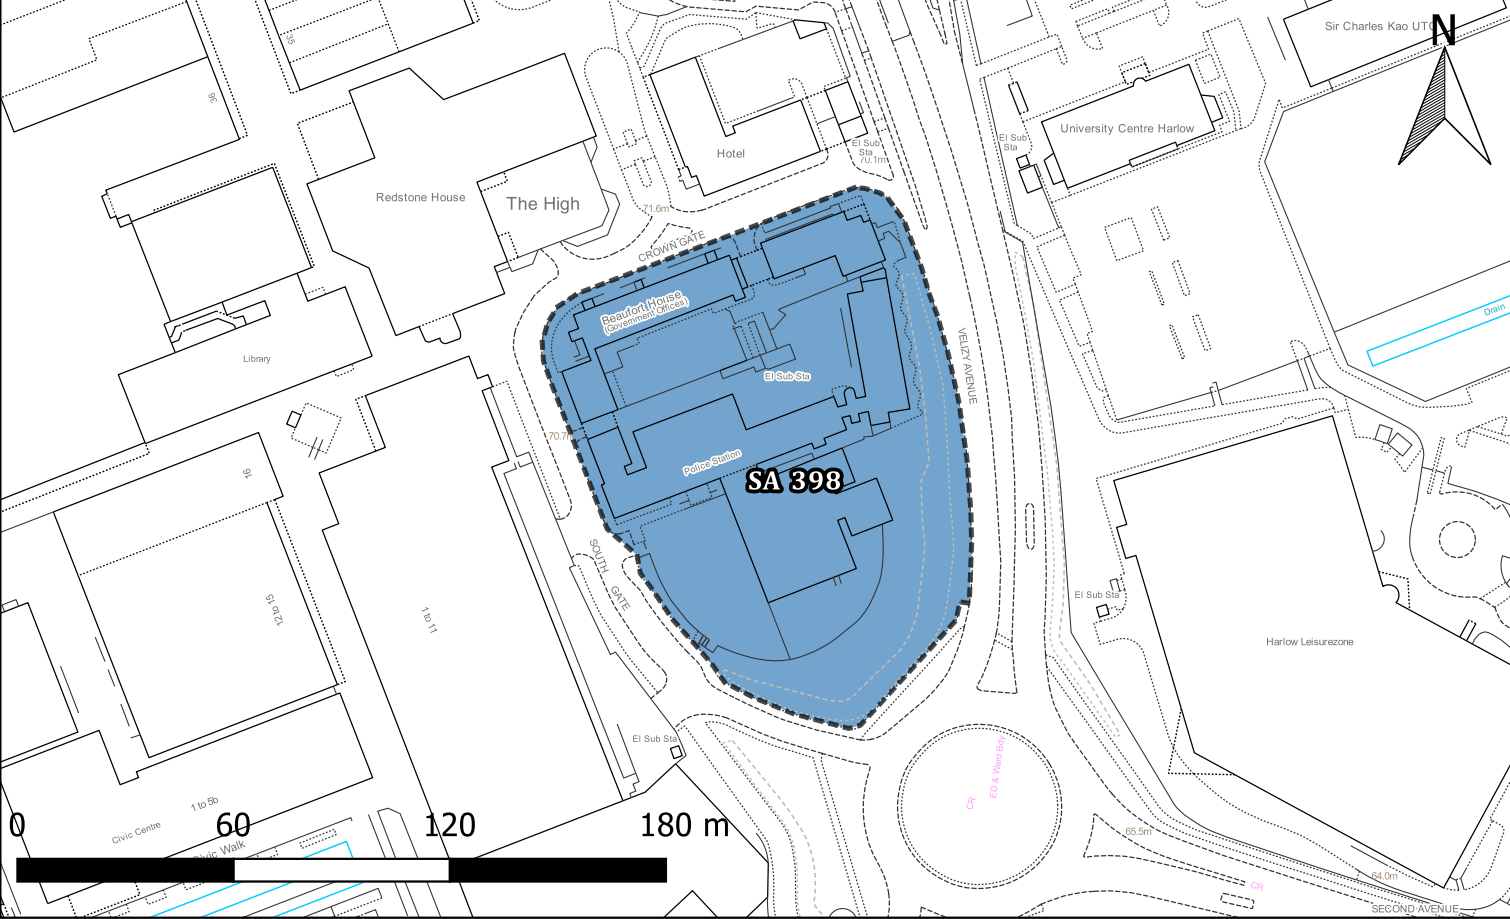 Sir Charles Kao UTC
N
35
36
University Centre Harlow
El Sub
Sta
El Sub
Sta
70.1m
Hotel
Redstone House
The High
71.6m
CROWN GATE
Beaufort House
(Government Offices)
Drain
VELIZY AVENUE
Library
El Sub Sta
70.7m
Police Station
SA 398
16
SOUTH GATE
El Sub Sta
12 to 15
1 to 11
Harlow Leisurezone
El Sub Sta
ED & Ward Bdy
CR
1 to 5b
Civic Centre
Civic Walk
65.5m
64.0m
CR
SECOND AVENUE
0 60 120 180 m